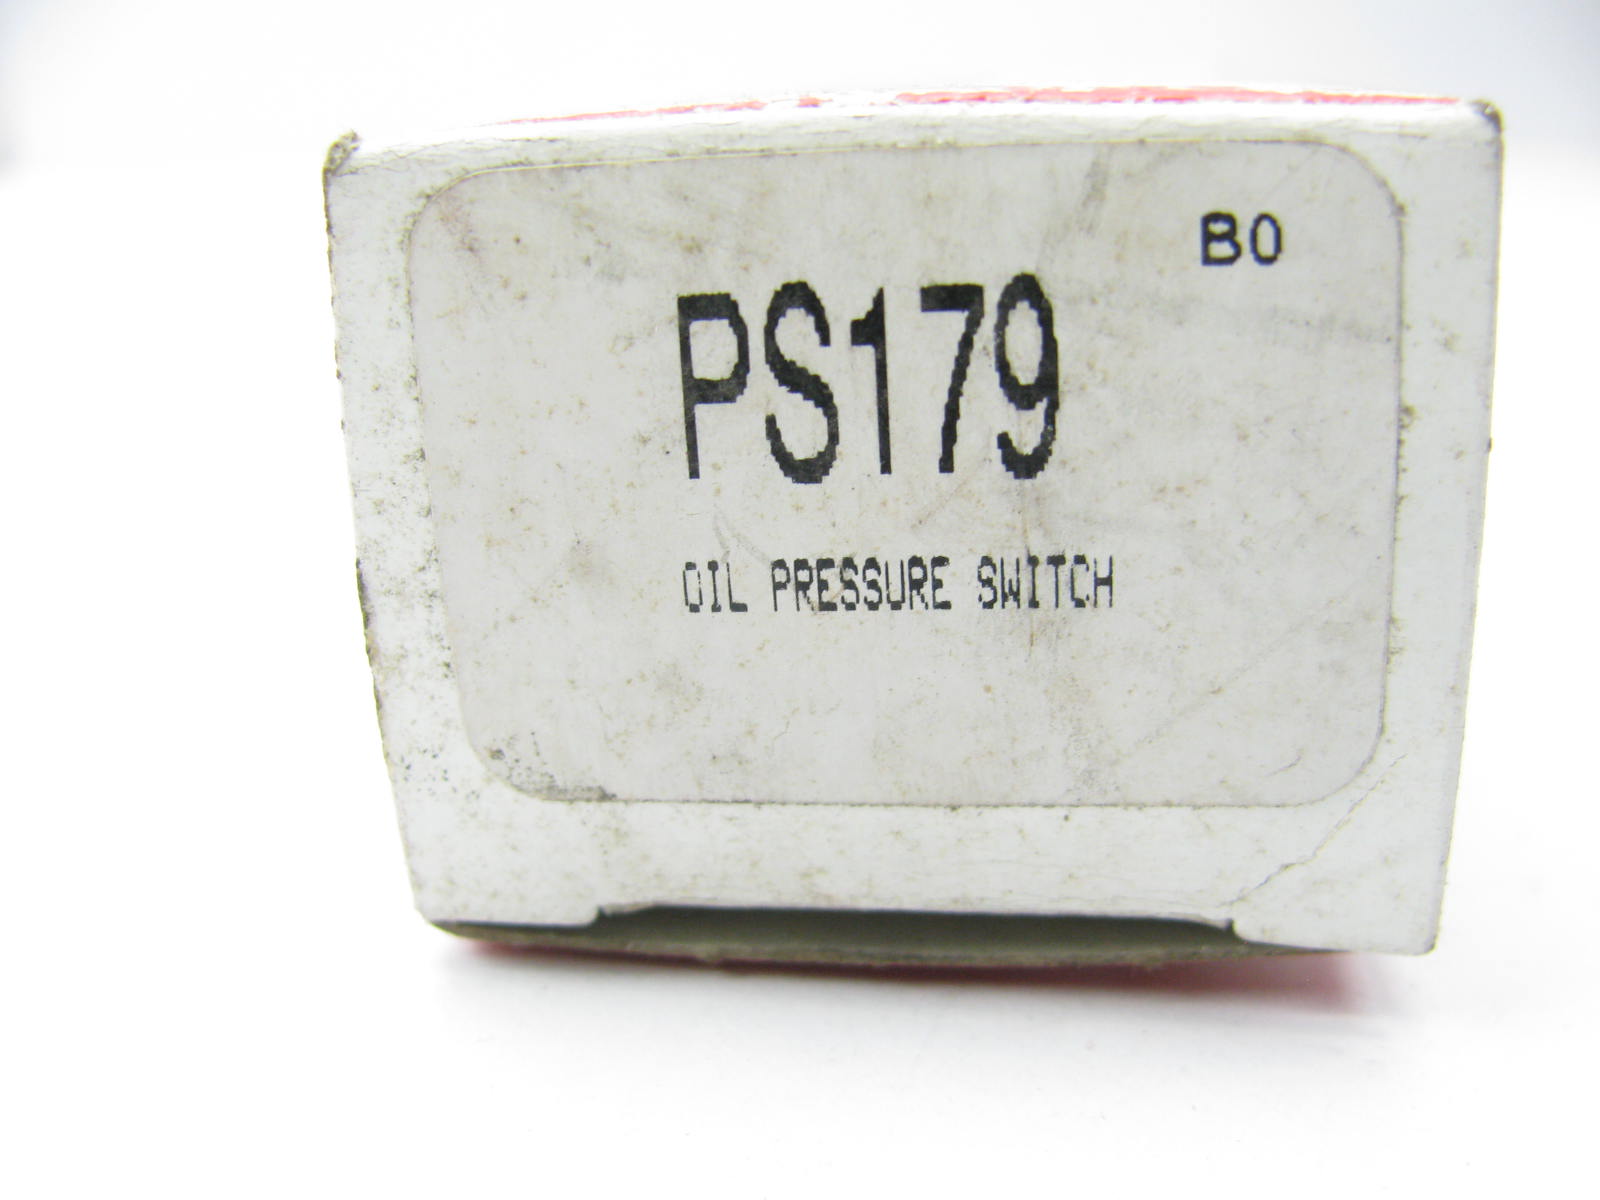 B0
PS179
OIL PRESSURE SWITCH